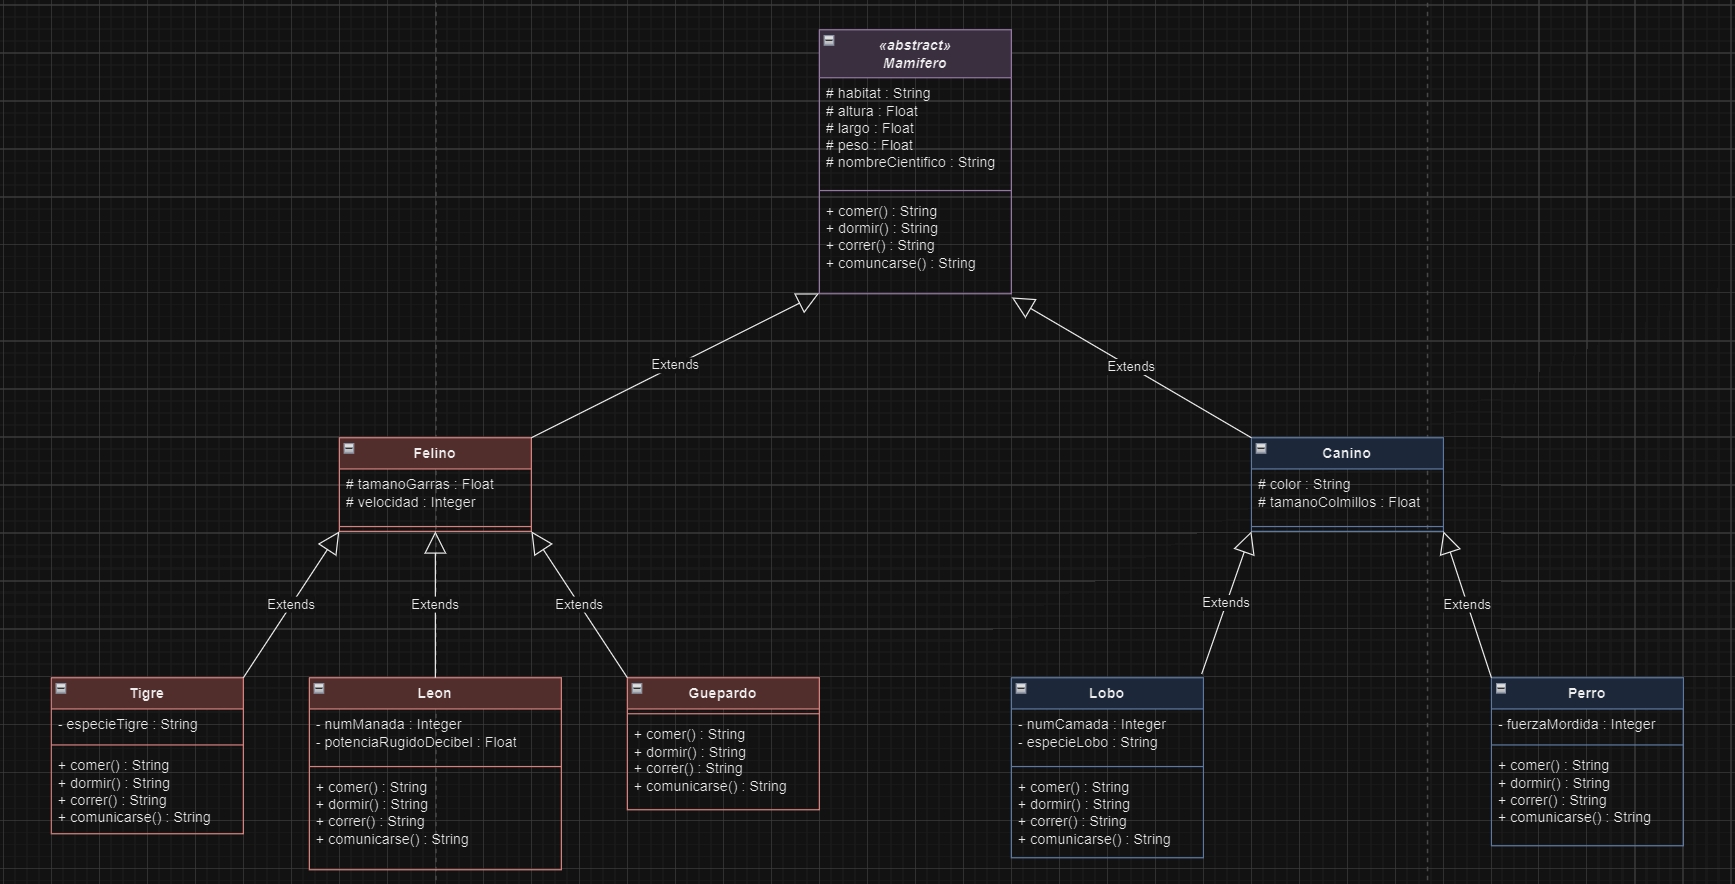 «abstract»
Mamifero
# habitat : String
# altura : Float
# largo : Float
# peso : Float
# nombreCientifico : String
+ comer() : String
+ dormir() : String
+ correr() : String
+ comuncarse() : String
Extends
Extends
Felino
# tamanoGarras : Float
# velocidad : Integer
Canino
# color : String
# tamanoColmillos : Float
Extends
Extends
Extends
Extends
Extends
Tigre
- especieTigre : String
+ comer() : String
+ dormir() : String
+ correr() : String
+ comunicarse() : String
Leon
- numManada : Integer
- potenciaRugidoDecibel : Float
+ comer() : String
+ dormir() : String
+ correr() : String
+ comunicarse() : String
Guepardo
+ comer() : String
+ dormir() : String
+ correr() : String
+ comunicarse() : String
Lobo
- numCamada : Integer
- especieLobo : String
+ comer() : String
+ dormir() : String
+ correr() : String
+ comunicarse() : String
Perro
- fuerzaMordida : Integer
+ comer() : String
+ dormir() : String
+ correr() : String
+ comunicarse() : String